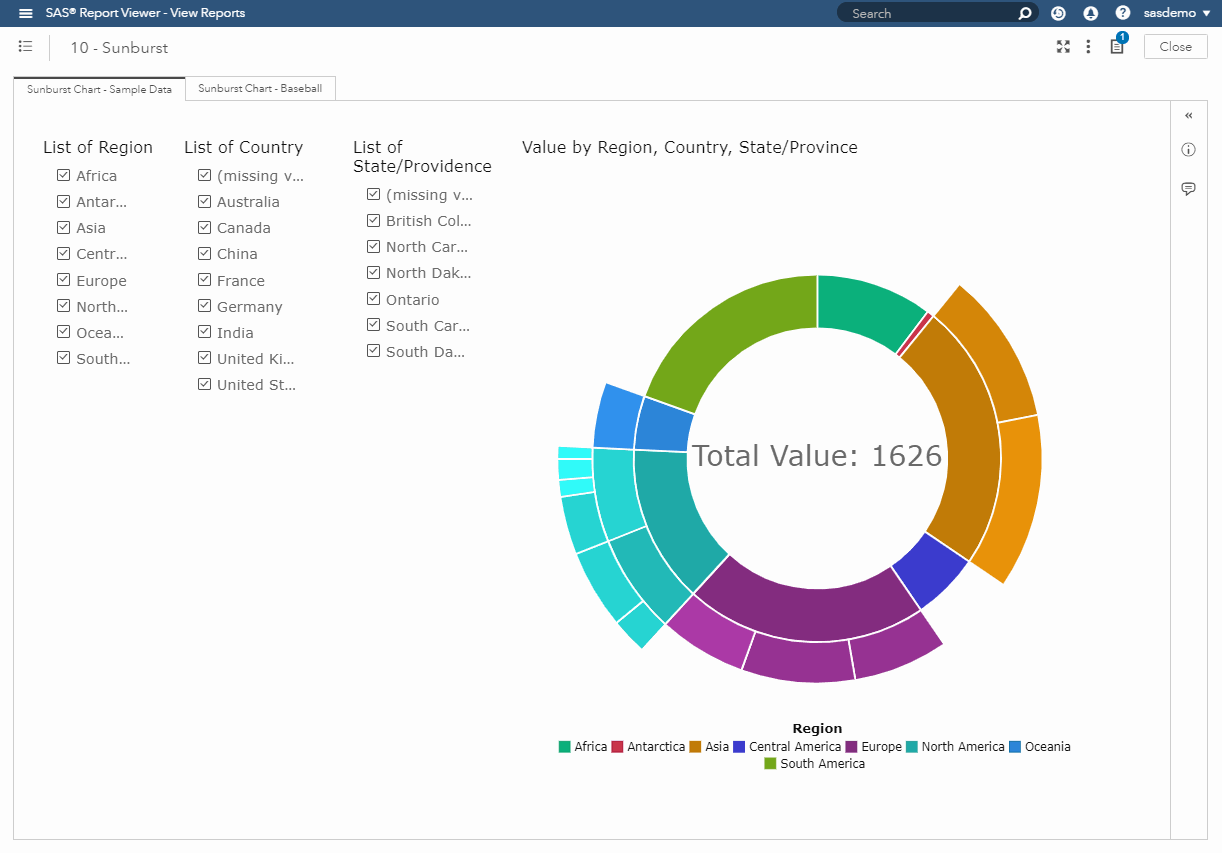 SAS® Report Viewer - View Reports
Search
?
sasdemo
10 - Sunburst
1
Close
Sunburst Chart - Sample Data
Sunburst Chart - Baseball
List of Region
Africa
Antar...
Asia
Centr...
Europe
North...
Ocea...
South...
List of Country
(missing v...
Australia
Canada
China
France
Germany
India
United Ki...
United St...
List of
State/Providence
(missing v...
British Col...
North Car...
North Dak...
Ontario
South Car...
South Da...
Value by Region, Country, State/Province
Total Value: 1626
Region
Africa Antarctica Asia Central America Europe North America Oceania
South America